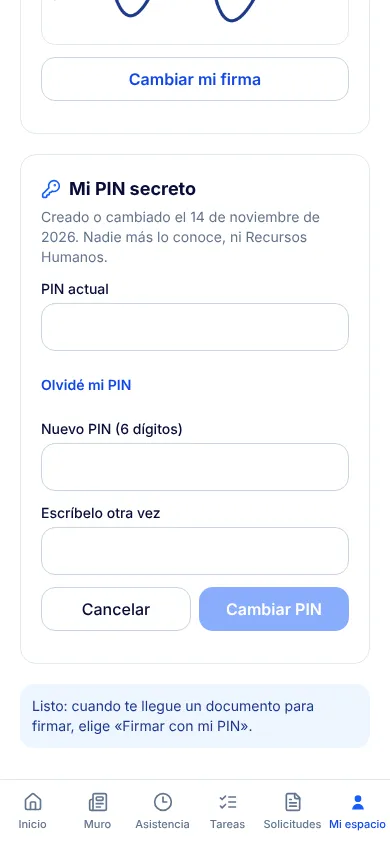 Cambiar mi firma
Mi PIN secreto
Creado o cambiado el 14 de noviembre de
2026. Nadie más lo conoce, ni Recursos
Humanos.
PIN actual
Olvidé mi PIN
Nuevo PIN (6 dígitos)
Escríbelo otra vez
Cancelar
Cambiar PIN
Listo: cuando te llegue un documento para
firmar, elige «Firmar con mi PIN».
Inicio
Muro
Asistencia
Tareas
Solicitudes
Mi espacio